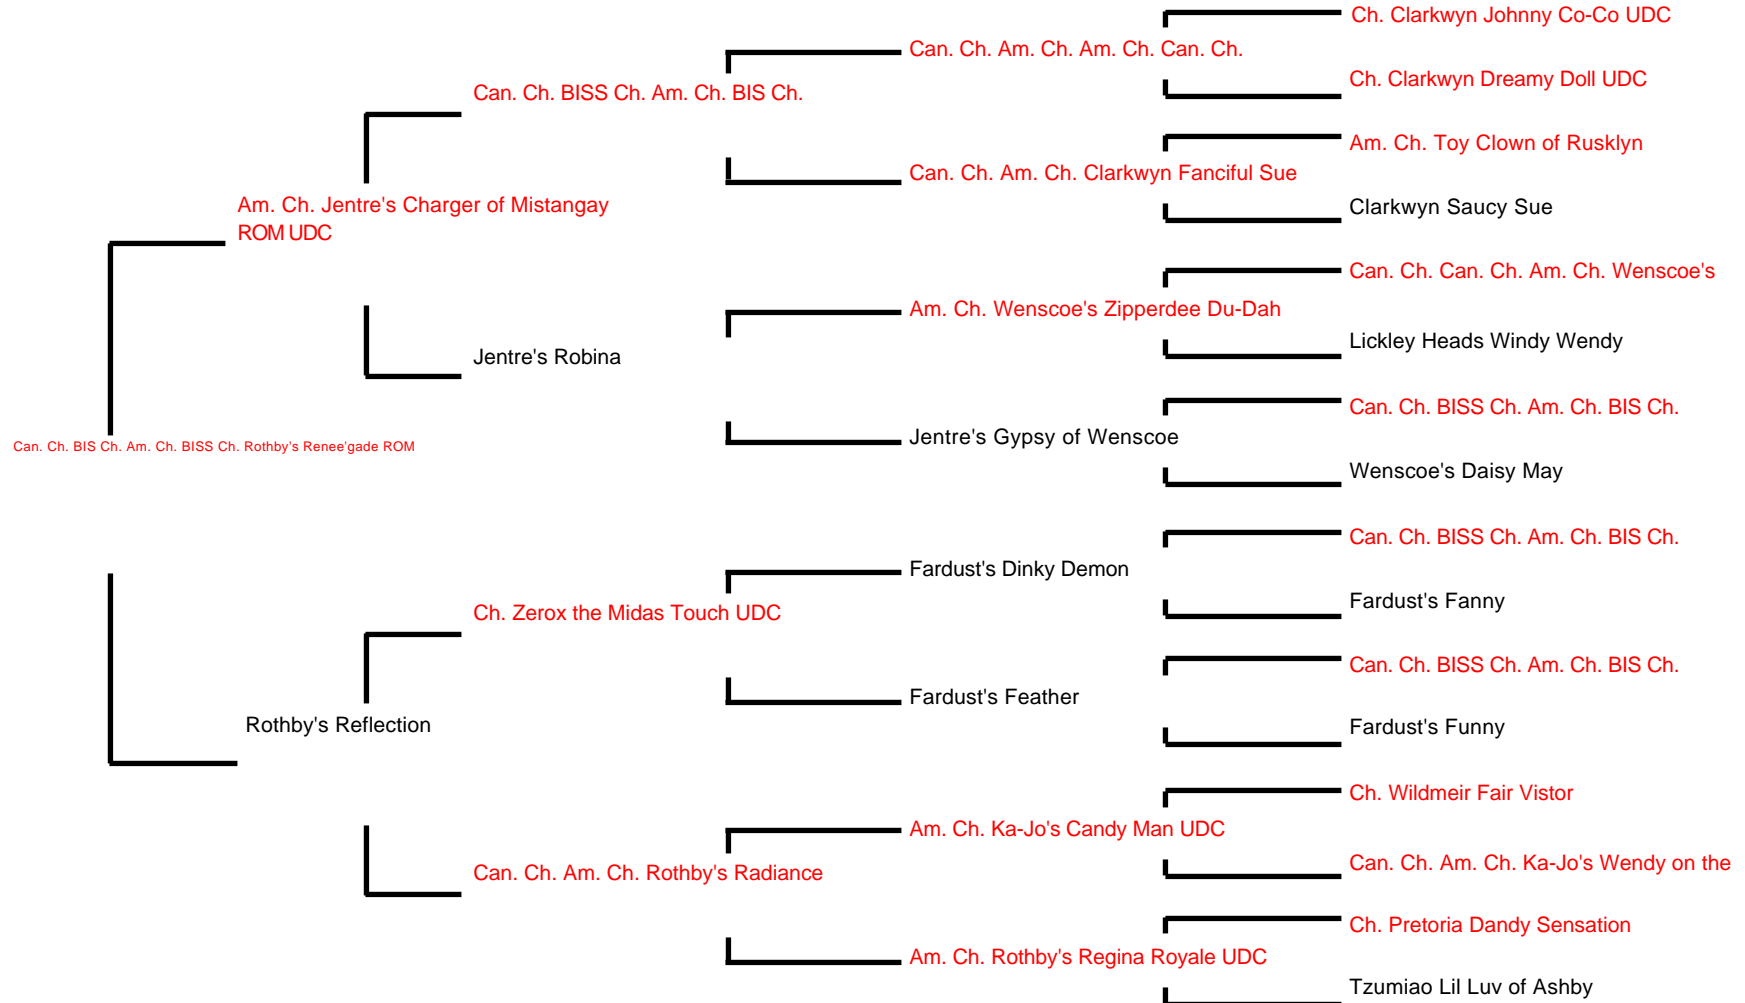 Ch. Clarkwyn Johnny Co-Co UDC
Can. Ch. Am. Ch. Am. Ch. Can. Ch.
Ch. Clarkwyn Dreamy Doll UDC
Can. Ch. BISS Ch. Am. Ch. BIS Ch.
Am. Ch. Toy Clown of Rusklyn
Can. Ch. Am. Ch. Clarkwyn Fanciful Sue
Clarkwyn Saucy Sue
Am. Ch. Jentre's Charger of Mistangay
ROM UDC
Can. Ch. Can. Ch. Am. Ch. Wenscoe's
Am. Ch. Wenscoe's Zipperdee Du-Dah
Lickley Heads Windy Wendy
Jentre's Robina
Can. Ch. BISS Ch. Am. Ch. BIS Ch.
Jentre's Gypsy of Wenscoe
Wenscoe's Daisy May
Can. Ch. BIS Ch. Am. Ch. BISS Ch. Rothby's Renee'gade ROM
Can. Ch. BISS Ch. Am. Ch. BIS Ch.
Fardust's Dinky Demon
Fardust's Fanny
Ch. Zerox the Midas Touch UDC
Can. Ch. BISS Ch. Am. Ch. BIS Ch.
Fardust's Feather
Fardust's Funny
Rothby's Reflection
Ch. Wildmeir Fair Vistor
Am. Ch. Ka-Jo's Candy Man UDC
Can. Ch. Am. Ch. Ka-Jo's Wendy on the
Can. Ch. Am. Ch. Rothby's Radiance
Ch. Pretoria Dandy Sensation
Am. Ch. Rothby's Regina Royale UDC
Tzumiao Lil Luv of Ashby